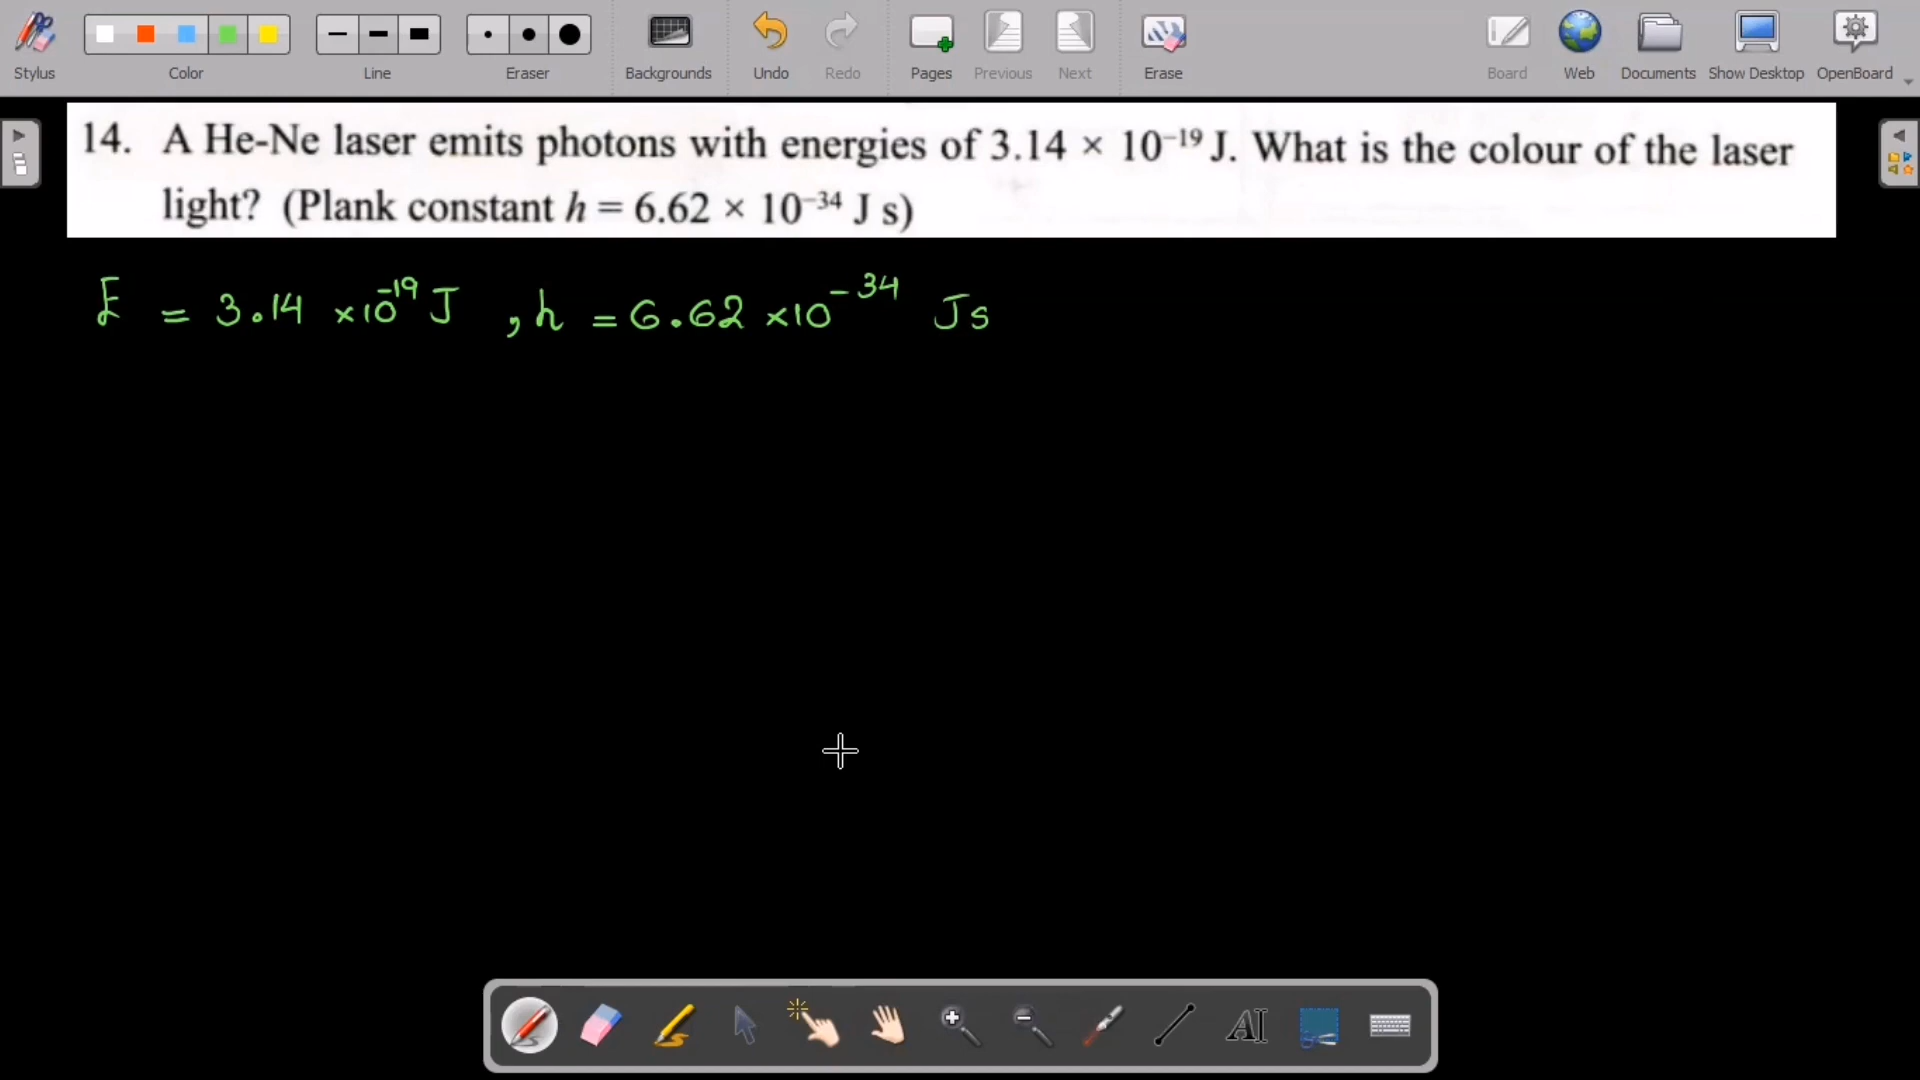 Stylus Color Line Eraser Backgrounds Undo Redo Pages Previous Next Erase Board Web Documents Show Desktop OpenBoard
14. A He-Ne laser emits photons with energies of 3.14 × 10⁻¹⁹ J. What is the colour of the laser
light? (Plank constant h = 6.62 × 10⁻³⁴ J s)
E = 3.14 ×10⁻¹⁹ J , h = 6.62 ×10⁻³⁴ Js
AI